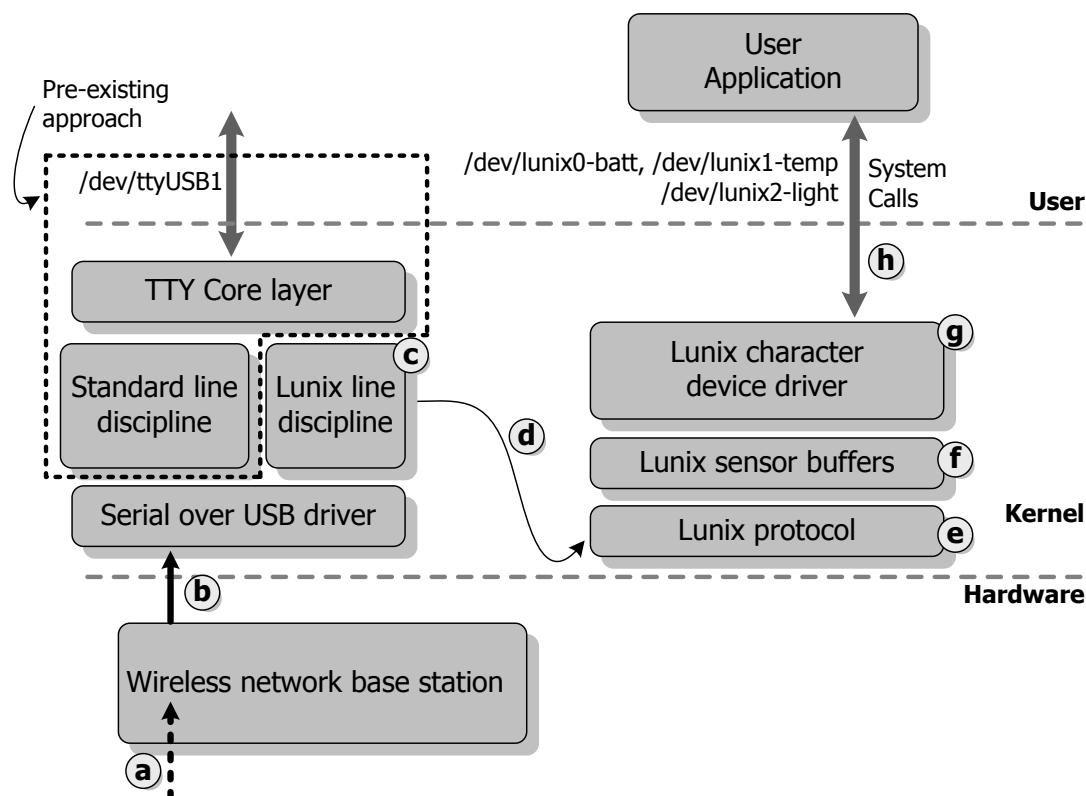 User
Application
Pre-existing
approach
/dev/ttyUSB1
/dev/lunix0-batt, /dev/lunix1-temp
/dev/lunix2-light
System
Calls
User
h
TTY Core layer
g
Lunix character
device driver
c
Standard line
discipline
Lunix line
discipline
d
Lunix sensor buffers
f
Serial over USB driver
Lunix protocol
e
Kernel
b
Hardware
Wireless network base station
a